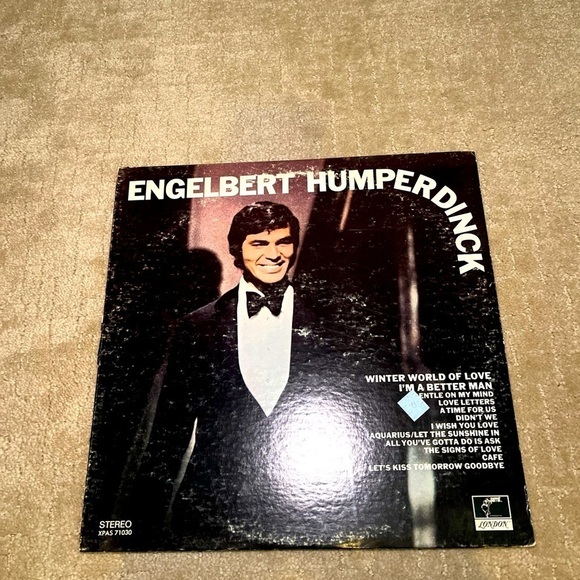 ENGELBERT HUMPERDINCK
WINTER WORLD OF LOVE
I'M A BETTER MAN
GENTLE ON MY MIND
LOVE LETTERS
A TIME FOR US
DIDN'T WE
I WISH YOU LOVE
AQUARIUS/LET THE SUNSHINE IN
ALL YOU'VE GOTTA DO IS ASK
THE SIGNS OF LOVE
CAFE
LET'S KISS TOMORROW GOODBYE
STEREO
XPAS 71030
LONDON